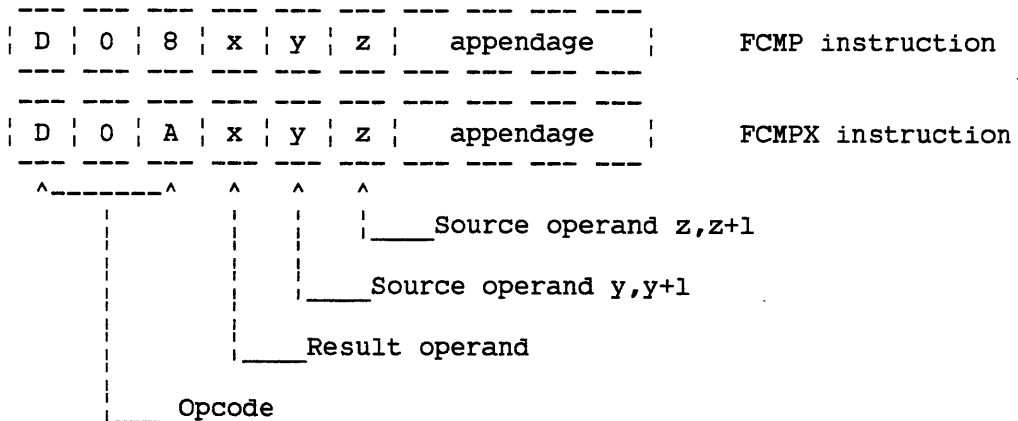 D ¦ 0 ¦ 8 ¦ x ¦ y ¦ z ¦ appendage ¦ FCMP instruction
D ¦ 0 ¦ A ¦ x ¦ y ¦ z ¦ appendage ¦ FCMPX instruction
Source operand z,z+1
Source operand y,y+1
Result operand
Opcode